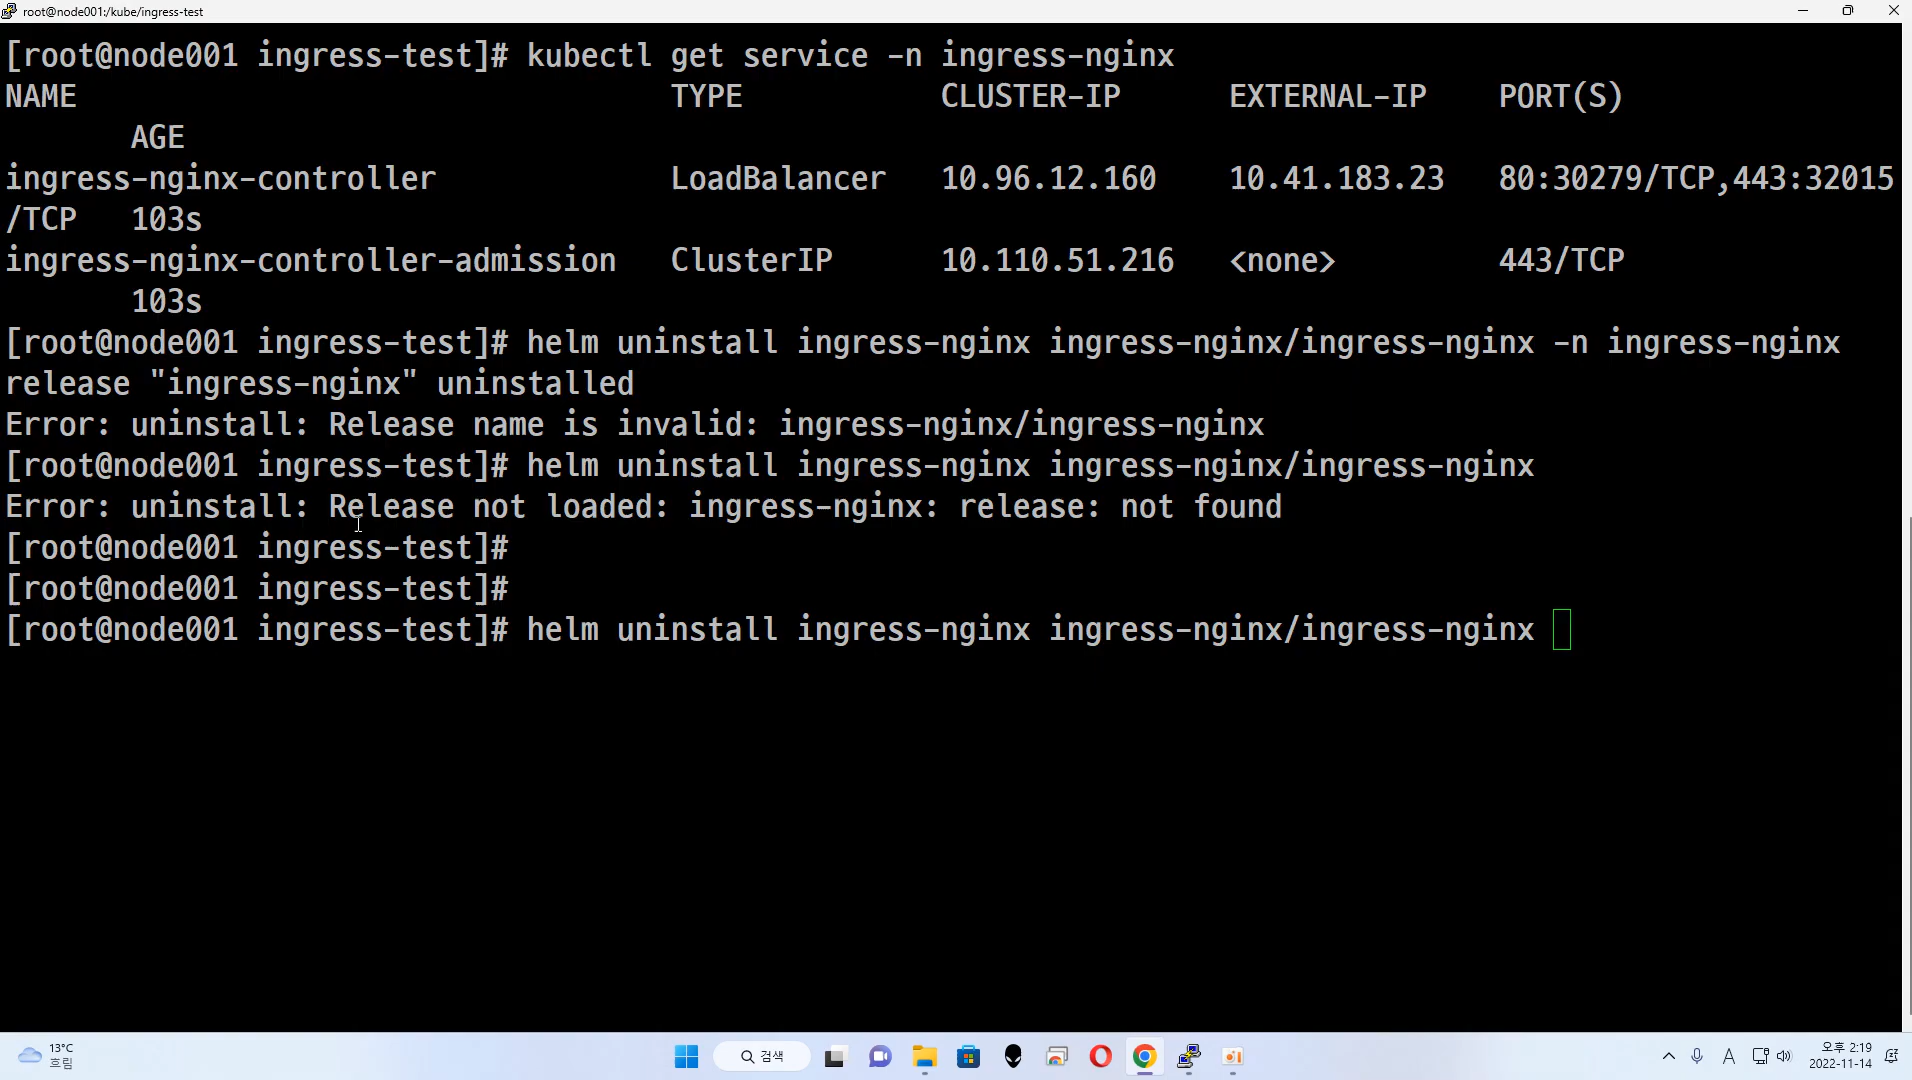 root@node001:/kube/ingress-test
[root@node001 ingress-test]# kubectl get service -n ingress-nginx
NAME TYPE CLUSTER-IP EXTERNAL-IP PORT(S)
AGE
ingress-nginx-controller LoadBalancer 10.96.12.160 10.41.183.23 80:30279/TCP,443:32015
/TCP 103s
ingress-nginx-controller-admission ClusterIP 10.110.51.216 <none> 443/TCP
103s
[root@node001 ingress-test]# helm uninstall ingress-nginx ingress-nginx/ingress-nginx -n ingress-nginx
release "ingress-nginx" uninstalled
Error: uninstall: Release name is invalid: ingress-nginx/ingress-nginx
[root@node001 ingress-test]# helm uninstall ingress-nginx ingress-nginx/ingress-nginx
Error: uninstall: Release not loaded: ingress-nginx: release: not found
[root@node001 ingress-test]#
[root@node001 ingress-test]#
[root@node001 ingress-test]# helm uninstall ingress-nginx ingress-nginx/ingress-nginx
13°C
흐림
검색
A
오후 2:19
2022-11-14